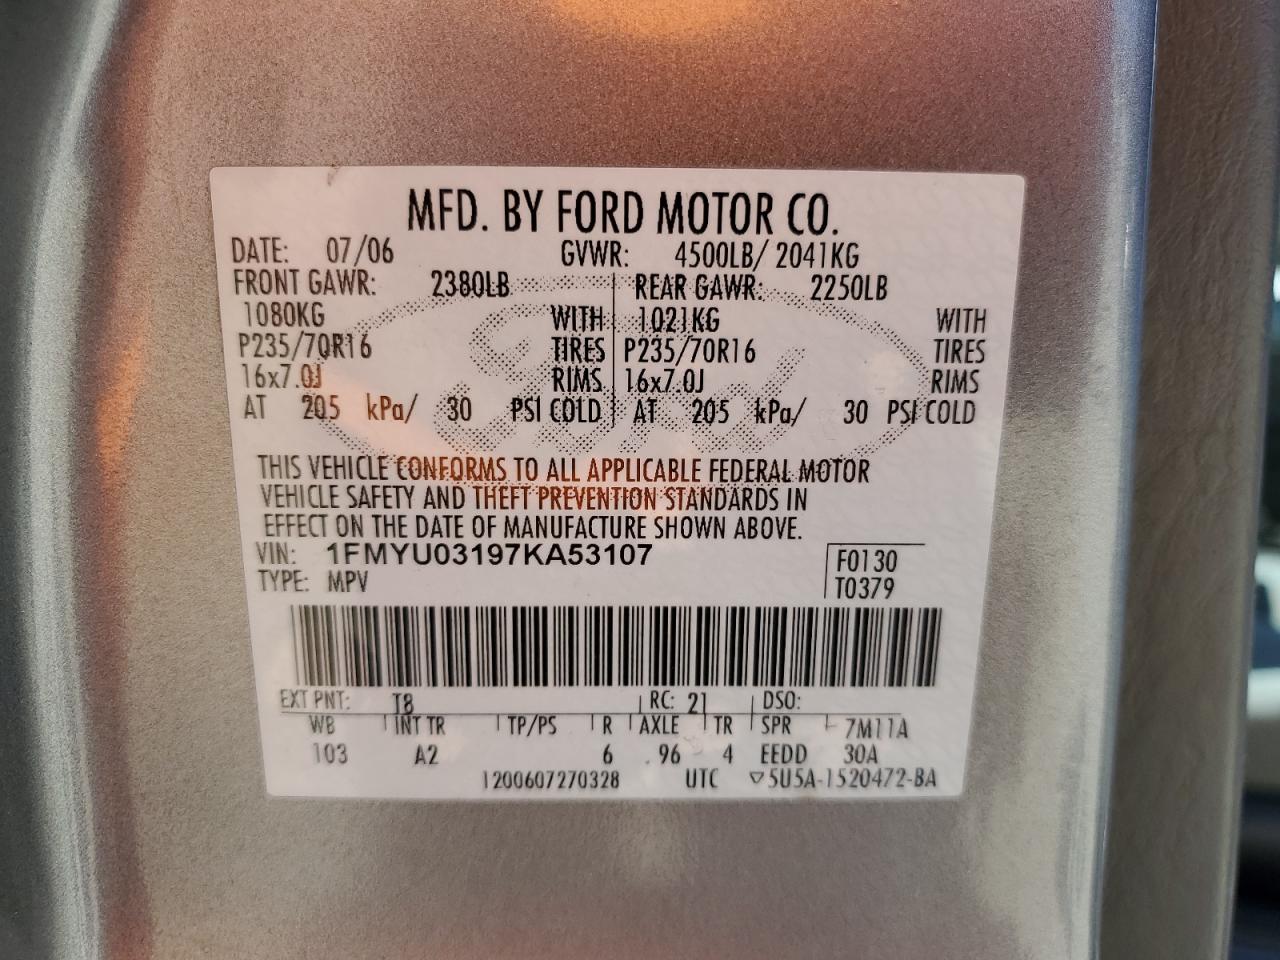 MFD. BY FORD MOTOR CO.
DATE: 07/06 GVWR: 4500LB/ 2041KG
FRONT GAWR: 2380LB REAR GAWR: 2250LB
1080KG WITH 1021KG WITH
P235/70R16 TIRES P235/70R16 TIRES
16x7.0J RIMS 16x7.0J RIMS
AT 205 kPa/ 30 PSI COLD AT 205 kPa/ 30 PSI COLD
Ford
THIS VEHICLE CONFORMS TO ALL APPLICABLE FEDERAL MOTOR
VEHICLE SAFETY AND THEFT PREVENTION STANDARDS IN
EFFECT ON THE DATE OF MANUFACTURE SHOWN ABOVE.
VIN: 1FMYU03197KA53107 F0130
TYPE: MPV T0379
EXT PNT: T8 RC: 21 DSO:
WB INT TR TP/PS R AXLE TR SPR 7M11A
103 A2 6 .96 4 EEDD 30A
1200607270328 UTC ▽5U5A-1520472-BA